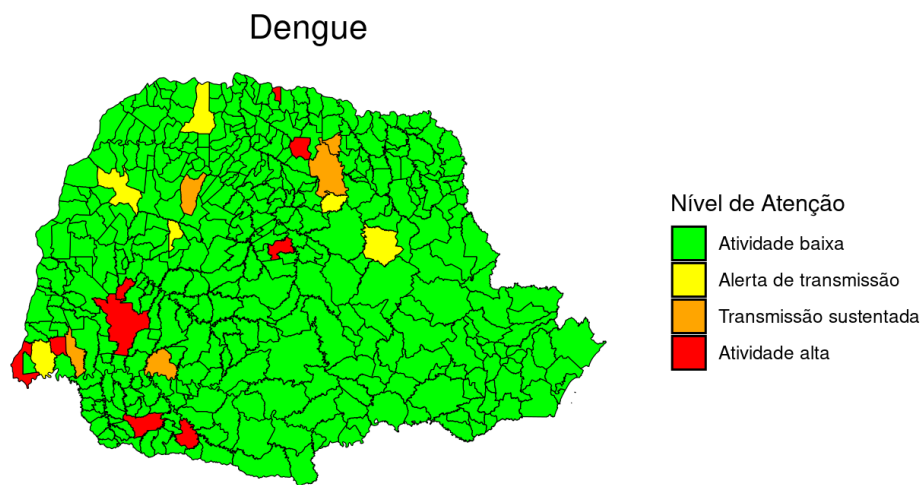 Dengue
Nível de Atenção
Atividade baixa
Alerta de transmissão
Transmissão sustentada
Atividade alta